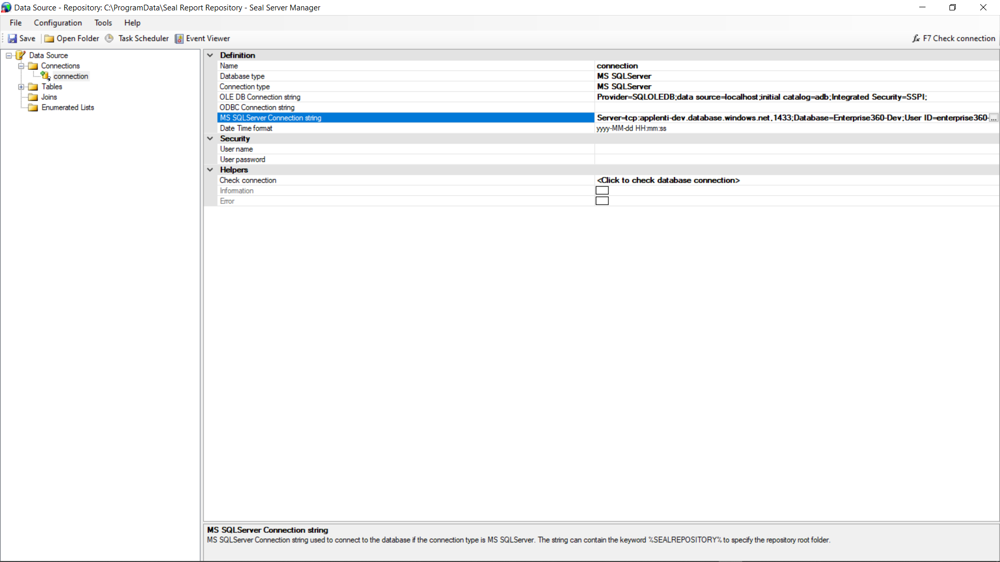 Data Source - Repository: C:\ProgramData\Seal Report Repository - Seal Server Manager
File Configuration Tools Help
Save Open Folder Task Scheduler Event Viewer F7 Check connection
Data Source
Connections
connection
Tables
Joins
Enumerated Lists
Definition
Name connection
Database type MS SQLServer
Connection type MS SQLServer
OLE DB Connection string Provider=SQLOLEDB;data source=localhost;initial catalog=adb;Integrated Security=SSPI;
ODBC Connection string
MS SQLServer Connection string Server=tcp:applenti-dev.database.windows.net,1433;Database=Enterprise360-Dev;User ID=enterprise360- ...
Date Time format yyyy-MM-dd HH:mm:ss
Security
User name
User password
Helpers
Check connection <Click to check database connection>
Information
Error
MS SQLServer Connection string
MS SQLServer Connection string used to connect to the database if the connection type is MS SQLServer. The string can contain the keyword %SEALREPOSITORY% to specify the repository root folder.